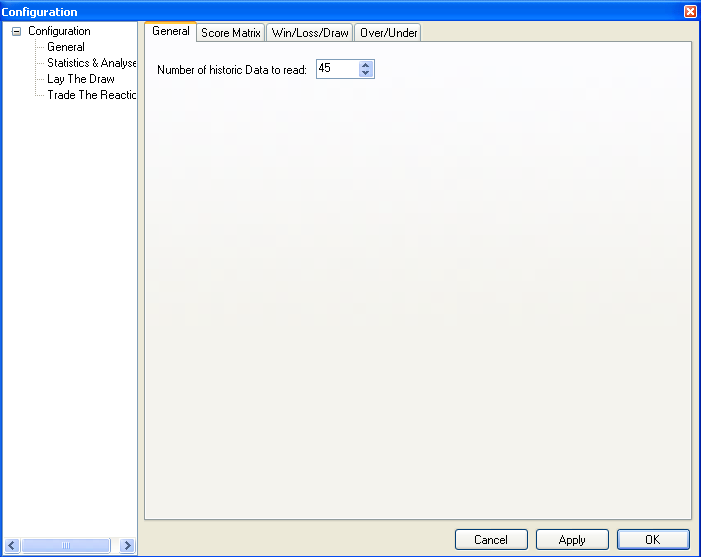 Configuration
Configuration
General
Statistics & Analyse
Lay The Draw
Trade The Reactic
General
Score Matrix
Win/Loss/Draw
Over/Under
Number of historic Data to read:
45
Cancel
Apply
OK